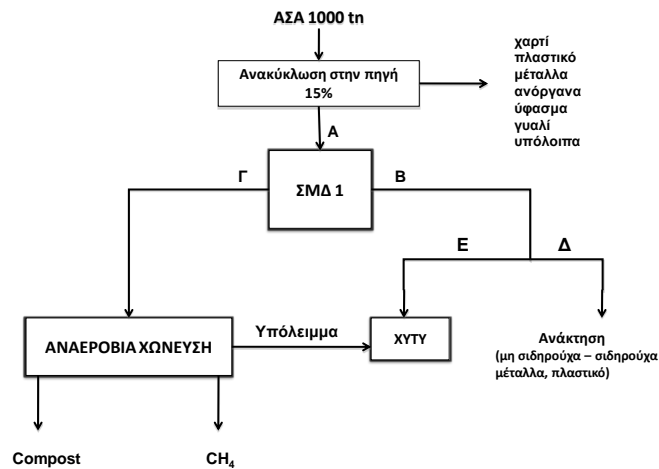 ΑΣΑ 1000 tn
Ανακύκλωση στην πηγή
15%
χαρτί
πλαστικό
μέταλλα
ανόργανα
ύφασμα
γυαλί
υπόλοιπα
Α
Γ
ΣΜΔ 1
Β
Ε
Δ
ΑΝΑΕΡΟΒΙΑ ΧΩΝΕΥΣΗ
Υπόλειμμα
ΧΥΤΥ
Ανάκτηση
(μη σιδηρούχα – σιδηρούχα
μέταλλα, πλαστικό)
Compost
CH4